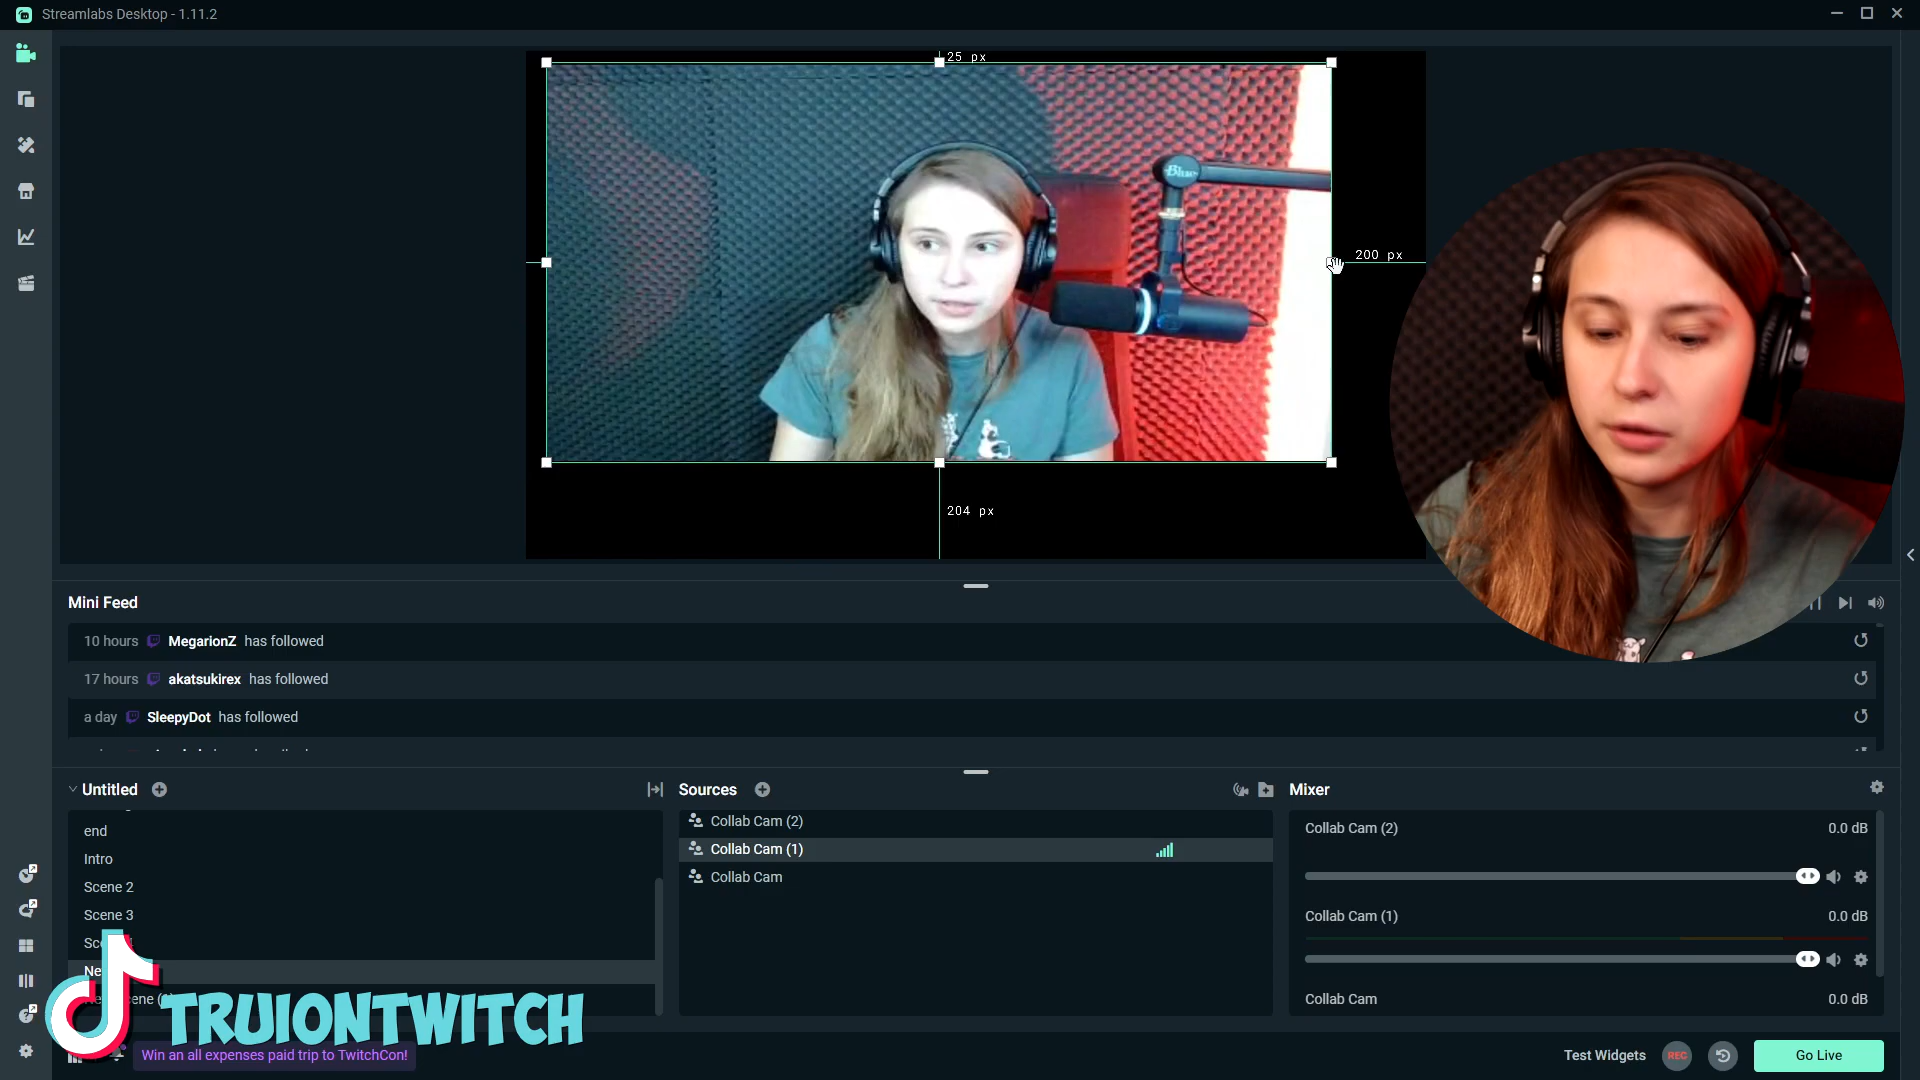 Streamlabs Desktop - 1.11.2
25 px
Blue
200 px
204 px
Mini Feed
10 hours MegarionZ has followed
17 hours akatsukirex has followed
a day SleepyDot has followed
Untitled
end
Intro
Scene 2
Scene 3
Sources
Collab Cam (2)
Collab Cam (1)
Collab Cam
Mixer
Collab Cam (2) 0.0 dB
Collab Cam (1) 0.0 dB
Collab Cam 0.0 dB
TRUIONTWITCH
Win an all expenses paid trip to TwitchCon!
Test Widgets
REC
Go Live